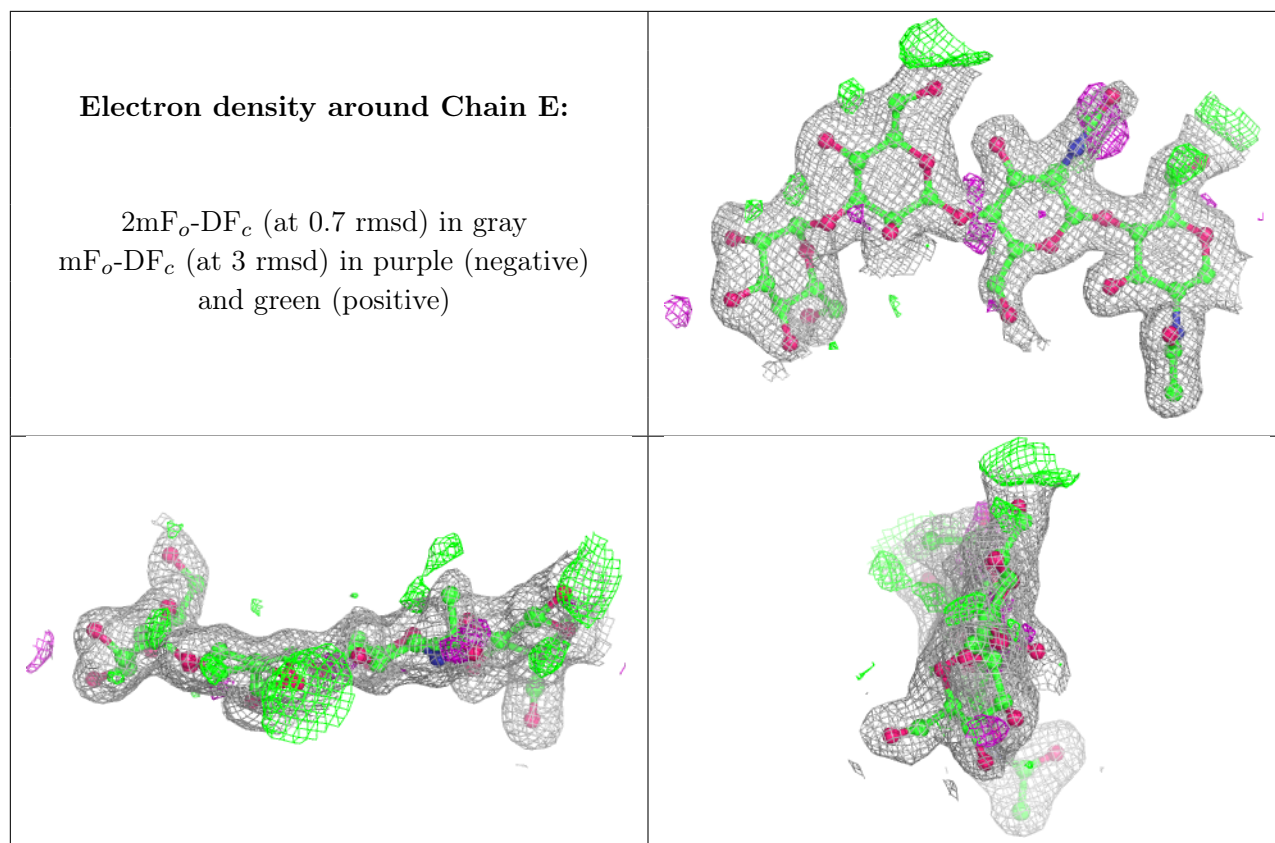 Electron density around Chain E:
2mFₒ-DF𝒸 (at 0.7 rmsd) in gray
mFₒ-DF𝒸 (at 3 rmsd) in purple (negative)
and green (positive)